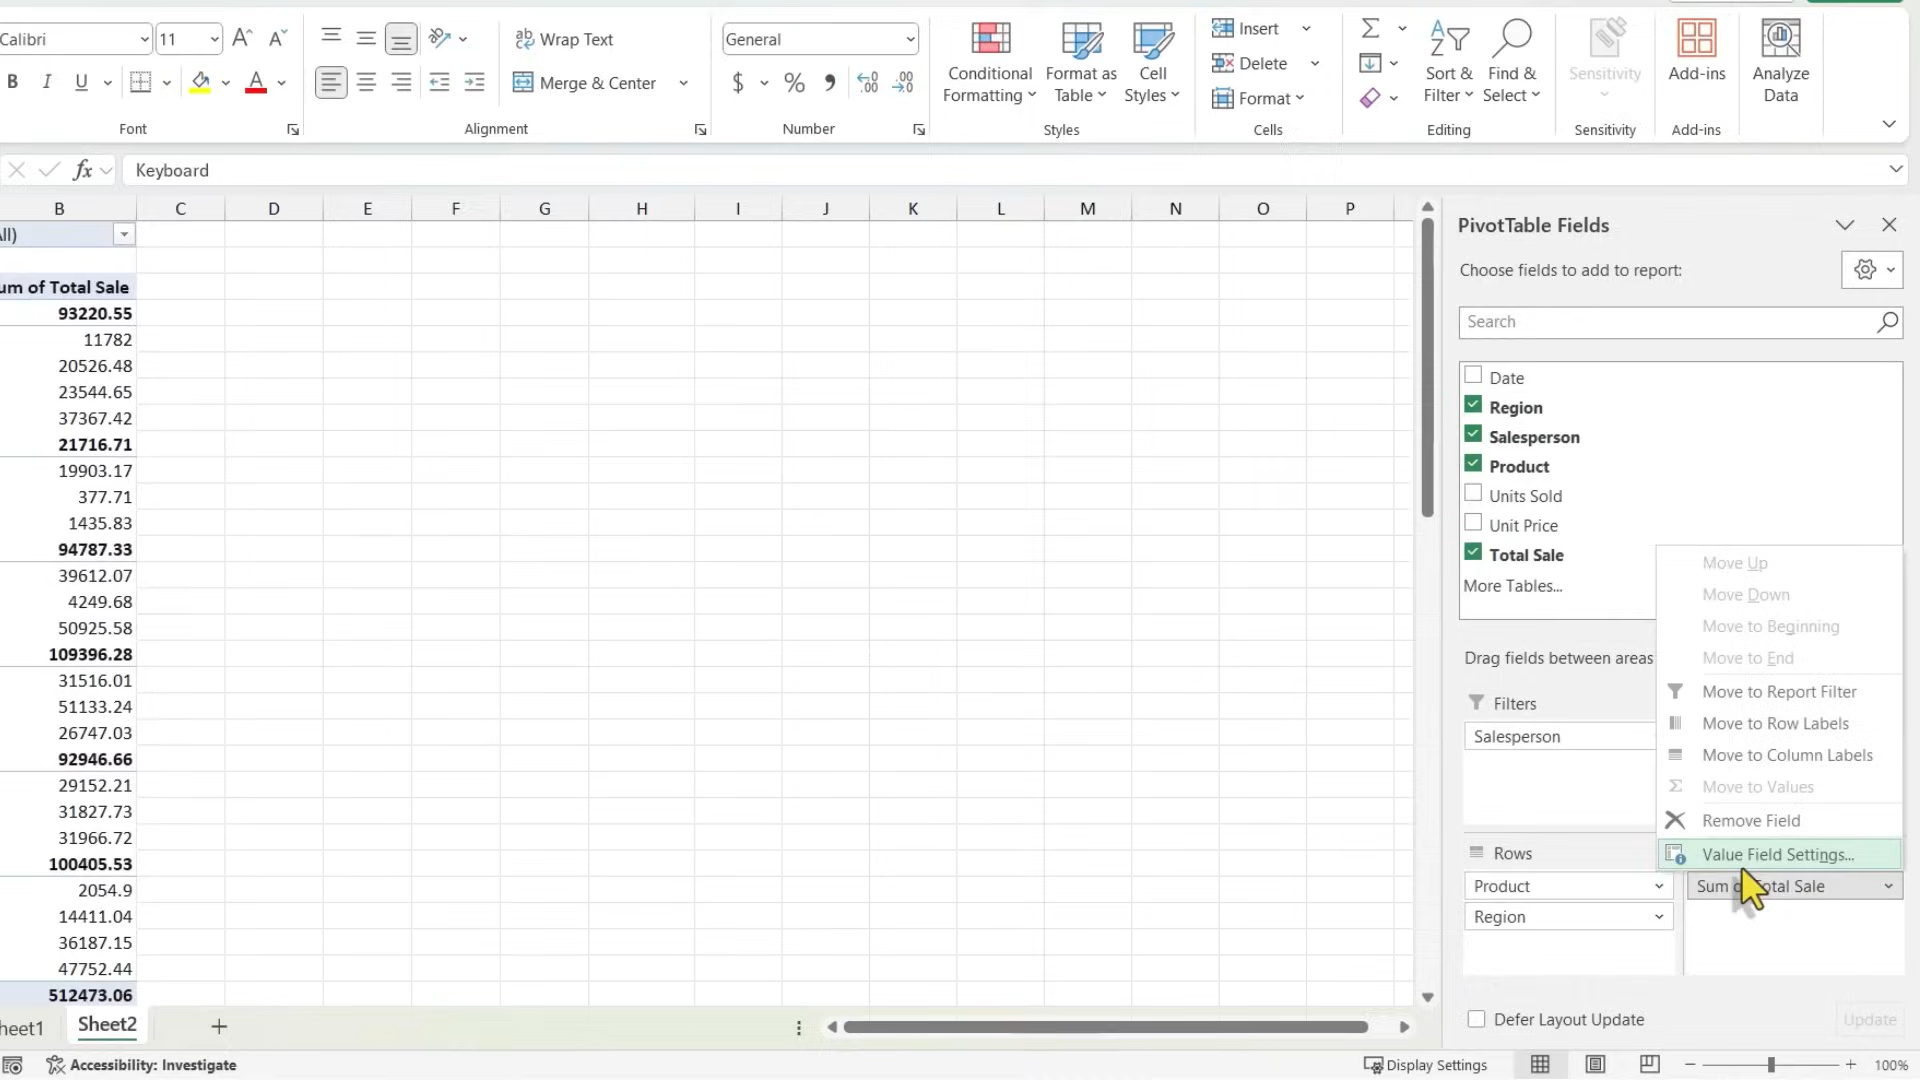 Calibri 11 A A Wrap Text General Insert Σ
B I U A Merge & Center $ % Delete
Conditional Formatting Format as Table Cell Styles Format Sort & Filter Find & Select Sensitivity Add-ins Analyze Data
Font Alignment Number Styles Cells Editing Sensitivity Add-ins
fx Keyboard
B C D E F G H I J K L M N O P
ll)
um of Total Sale
93220.55
11782
20526.48
23544.65
37367.42
21716.71
19903.17
377.71
1435.83
94787.33
39612.07
4249.68
50925.58
109396.28
31516.01
51133.24
26747.03
92946.66
29152.21
31827.73
31966.72
100405.53
2054.9
14411.04
36187.15
47752.44
512473.06
PivotTable Fields
Choose fields to add to report:
Search
Date
Region
Salesperson
Product
Units Sold
Unit Price
Total Sale
More Tables...
Move Up
Move Down
Move to Beginning
Move to End
Move to Report Filter
Move to Row Labels
Move to Column Labels
Σ Move to Values
Remove Field
Value Field Settings...
Drag fields between areas
Filters
Salesperson
Rows
Product
Region
Sum o Total Sale
Defer Layout Update Update
heet1 Sheet2 +
Accessibility: Investigate Display Settings − + 100%